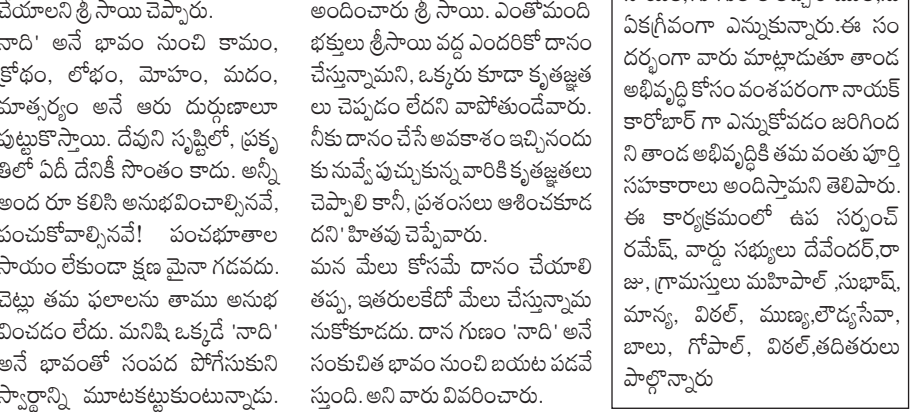 చేయాలని శ్రీ సాయి చెప్పారు.
నాది' అనే భావం నుంచి కామం,
క్రోధం, లోభం, మోహం, మదం,
మాత్సర్యం అనే ఆరు దుర్గుణాలూ
పుట్టుకొస్తాయి. దేవుని సృష్టిలో, ప్రకృ
తిలో ఏదీ దేనికీ సొంతం కాదు. అన్నీ
అంద రూ కలిసి అనుభవించాల్సినవే,
పంచుకోవాల్సినవే! పంచభూతాల
సాయం లేకుండా క్షణ మైనా గడవదు.
చెట్లు తమ ఫలాలను తాము అనుభ
వించడం లేదు. మనిషి ఒక్కడే 'నాది'
అనే భావంతో సంపద పోగేసుకుని
స్వార్థాన్ని మూటకట్టుకుంటున్నాడు.
అందించారు శ్రీ సాయి. ఎంతోమంది
భక్తులు శ్రీసాయి వద్ద ఎందరికో దానం
చేస్తున్నామని, ఒక్కరు కూడా కృతజ్ఞత
లు చెప్పడం లేదని వాపోతుండేవారు.
నీకు దానం చేసే అవకాశం ఇచ్చినందు
కు నువ్వే పుచ్చుకున్న వారికి కృతజ్ఞతలు
చెప్పాలి కానీ, ప్రశంసలు ఆశించకూడ
దని' హితవు చెప్పేవారు.
మన మేలు కోసమే దానం చేయాలి
తప్ప, ఇతరులకేదో మేలు చేస్తున్నామ
నుకోకూడదు. దాన గుణం 'నాది' అనే
సంకుచిత భావం నుంచి బయట పడవే
స్తుంది. అని వారు వివరించారు.
ఏకగ్రీవంగా ఎన్నుకున్నారు.ఈ సం
దర్భంగా వారు మాట్లాడుతూ తాండ
అభివృద్ధి కోసం వంశపరంగా నాయక్
కారోబార్ గా ఎన్నుకోవడం జరిగింద
ని తాండ అభివృద్ధికి తమ వంతు పూర్తి
సహకారాలు అందిస్తామని తెలిపారు.
ఈ కార్యక్రమంలో ఉప సర్పంచ్
రమేష్, వార్డు సభ్యులు దేవేందర్,రా
జు, గ్రామస్తులు మహిపాల్ ,సుభాష్,
మాన్య, విఠల్, ముణ్య,లౌడ్యసేవా,
బాలు, గోపాల్, విఠల్,తదితరులు
పాల్గొన్నారు